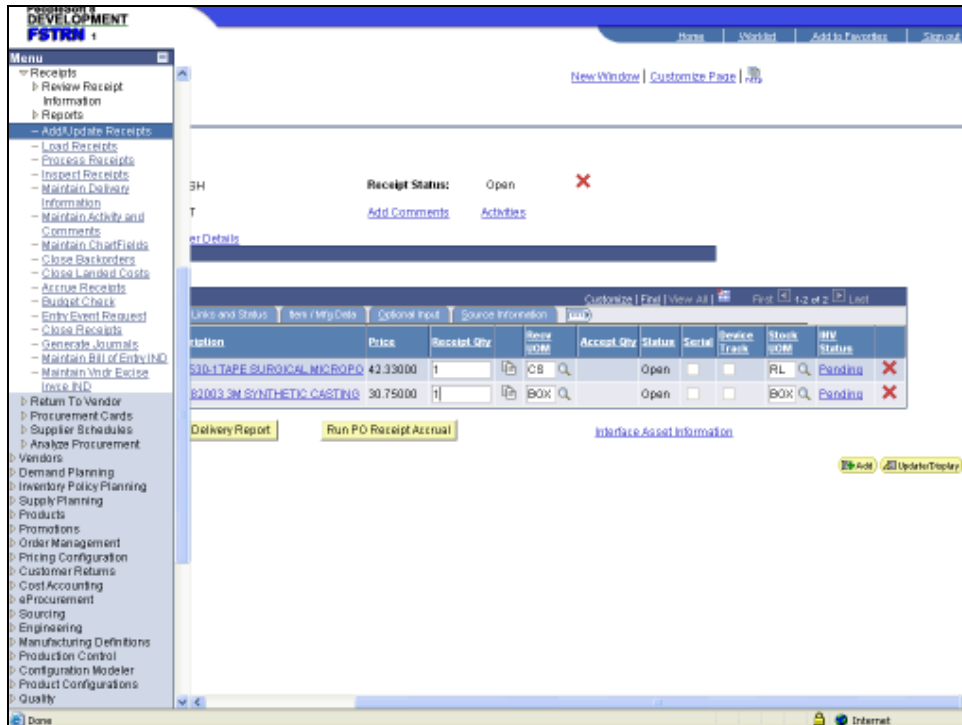 DEVELOPMENT
FSTRN 1
Home | Worklist | Add to Favorites | Sign out
Menu
Receipts
Review Receipt
Information
Reports
Add/Update Receipts
Load Receipts
Process Receipts
Inspect Receipts
Maintain Delivery
Information
Maintain Activity and
Comments
Maintain ChartFields
Close Backorders
Close Landed Costs
Accrue Receipts
Budget Check
Entry Event Request
Close Receipts
Generate Journals
Maintain Bill of Entry IND
Maintain Vndr Excise
Invce IND
Return To Vendor
Procurement Cards
Supplier Schedules
Analyze Procurement
Vendors
Demand Planning
Inventory Policy Planning
Supply Planning
Products
Promotions
Order Management
Pricing Configuration
Customer Returns
Cost Accounting
eProcurement
Sourcing
Engineering
Manufacturing Definitions
Production Control
Configuration Modeler
Product Configurations
Quality
New Window | Customize Page |
SH Receipt Status: Open
T Add Comments Activities
er Details
Customize | Find | View All | First 1-2 of 2 Last
Links and Status Item / Mfg Data Optional Input Source Information
ription Price Receipt Qty Recv UOM Accept Qty Status Serial Device Track Stock UOM INV Status
530-1TAPE SURGICAL MICROPO 42.33000 1 CS Open RL Pending
82003 3M SYNTHETIC CASTING 30.75000 1 BOX Open BOX Pending
Delivery Report Run PO Receipt Accrual Interface Asset Information
Add Update/Display
Done Internet